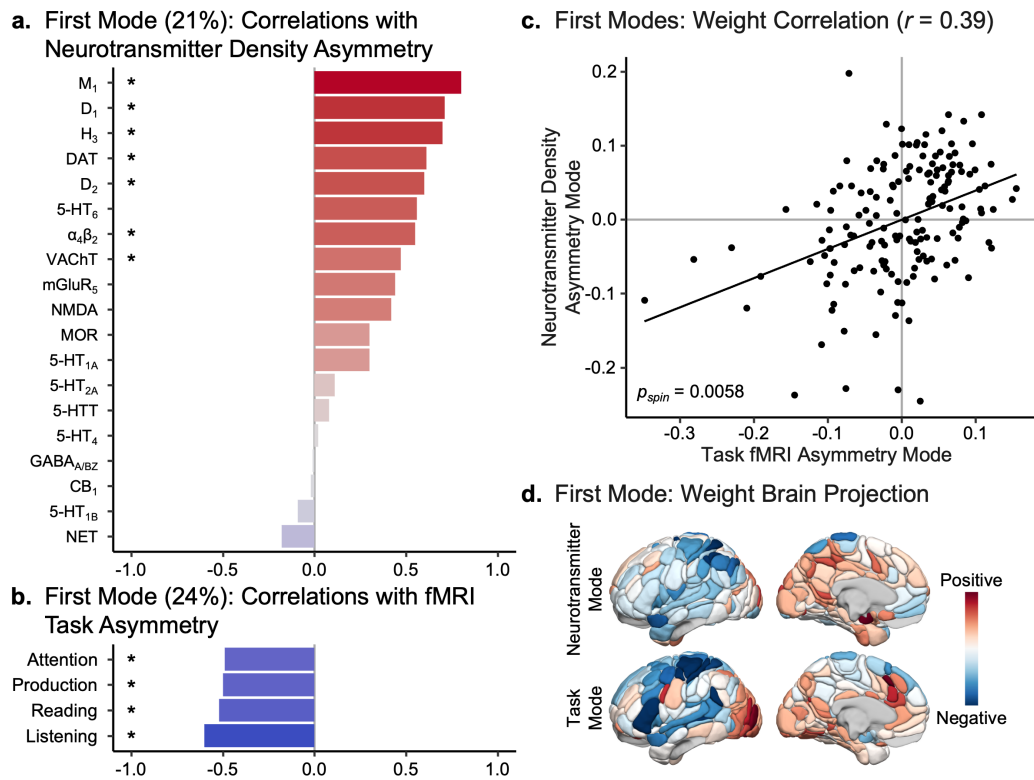 a. First Mode (21%): Correlations with
Neurotransmitter Density Asymmetry
M1 *
D1 *
H3 *
DAT *
D2 *
5-HT6
α4β2 *
VAChT *
mGluR5
NMDA
MOR
5-HT1A
5-HT2A
5-HTT
5-HT4
GABAA/BZ
CB1
5-HT1B
NET
-1.0 -0.5 0.0 0.5 1.0
b. First Mode (24%): Correlations with fMRI
Task Asymmetry
Attention *
Production *
Reading *
Listening *
-1.0 -0.5 0.0 0.5 1.0
c. First Modes: Weight Correlation (r = 0.39)
Neurotransmitter Density
Asymmetry Mode
0.2
0.1
0.0
-0.1
-0.2
pspin = 0.0058
-0.3 -0.2 -0.1 0.0 0.1
Task fMRI Asymmetry Mode
d. First Mode: Weight Brain Projection
Neurotransmitter
Mode
Task
Mode
Positive
Negative